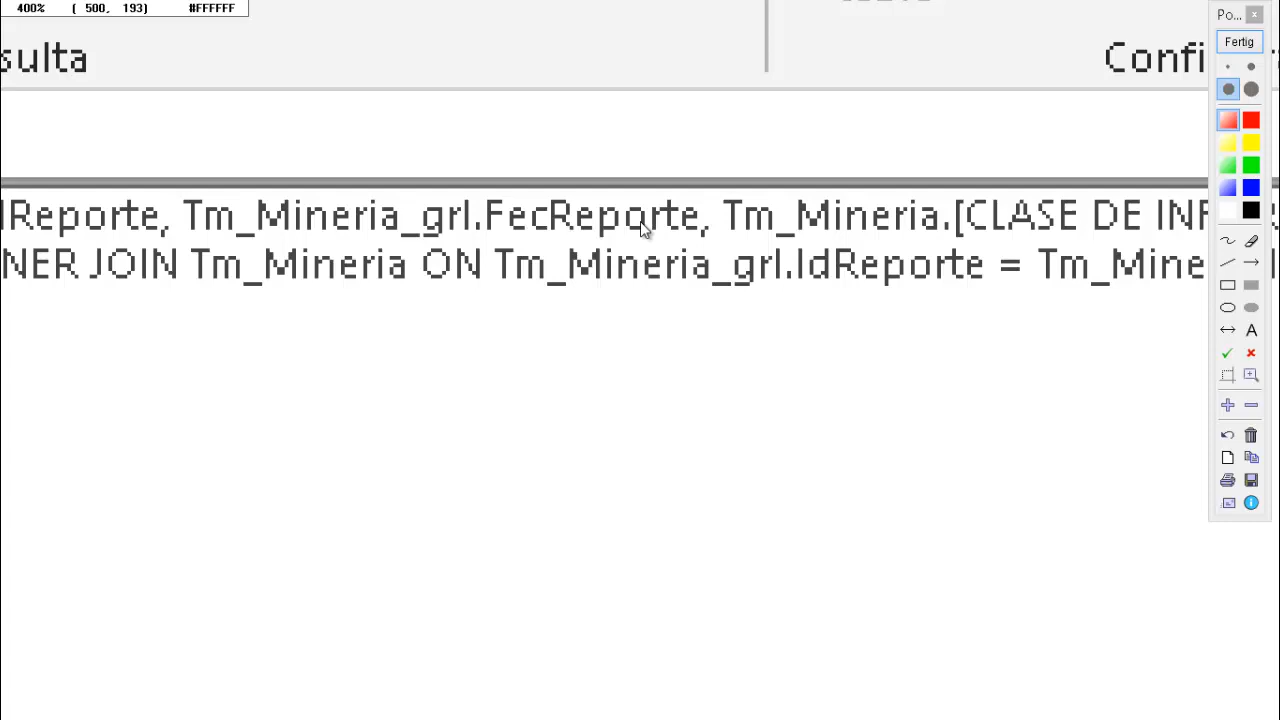 400% ( 500, 193) #FFFFFF
Po...
Fertig
sulta
Confi
IdReporte, Tm_Mineria_grl.FecReporte, Tm_Mineria.[CLASE DE INF
NER JOIN Tm_Mineria ON Tm_Mineria_grl.IdReporte = Tm_Mine
A